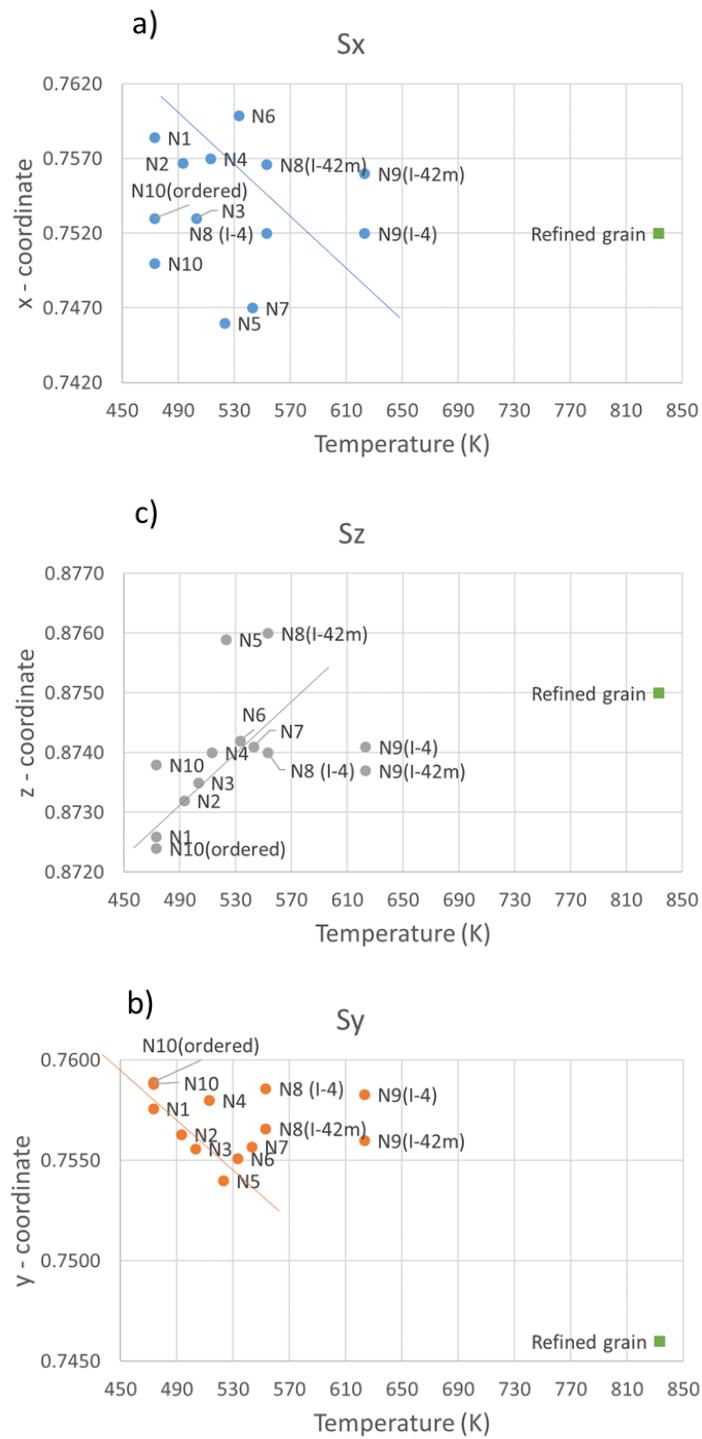 a)
Sx
0.7620
0.7570
0.7520
0.7470
0.7420
x - coordinate
N6
N1
N2
N4
N8(I-42m)
N9(I-42m)
N10(ordered)
N3
N8 (I-4)
N9(I-4)
Refined grain
N10
N7
N5
450 490 530 570 610 650 690 730 770 810 850
Temperature (K)
c)
Sz
0.8770
0.8760
0.8750
0.8740
0.8730
0.8720
z - coordinate
N5
N8(I-42m)
Refined grain
N6
N7
N4
N9(I-4)
N10
N8 (I-4)
N9(I-42m)
N3
N2
N1
N10(ordered)
450 490 530 570 610 650 690 730 770 810 850
Temperature (K)
b)
Sy
0.7600
0.7550
0.7500
0.7450
y - coordinate
N10(ordered)
N10
N8 (I-4)
N9(I-4)
N1
N4
N2
N8(I-42m)
N3
N7
N9(I-42m)
N6
N5
Refined grain
450 490 530 570 610 650 690 730 770 810 850
Temperature (K)